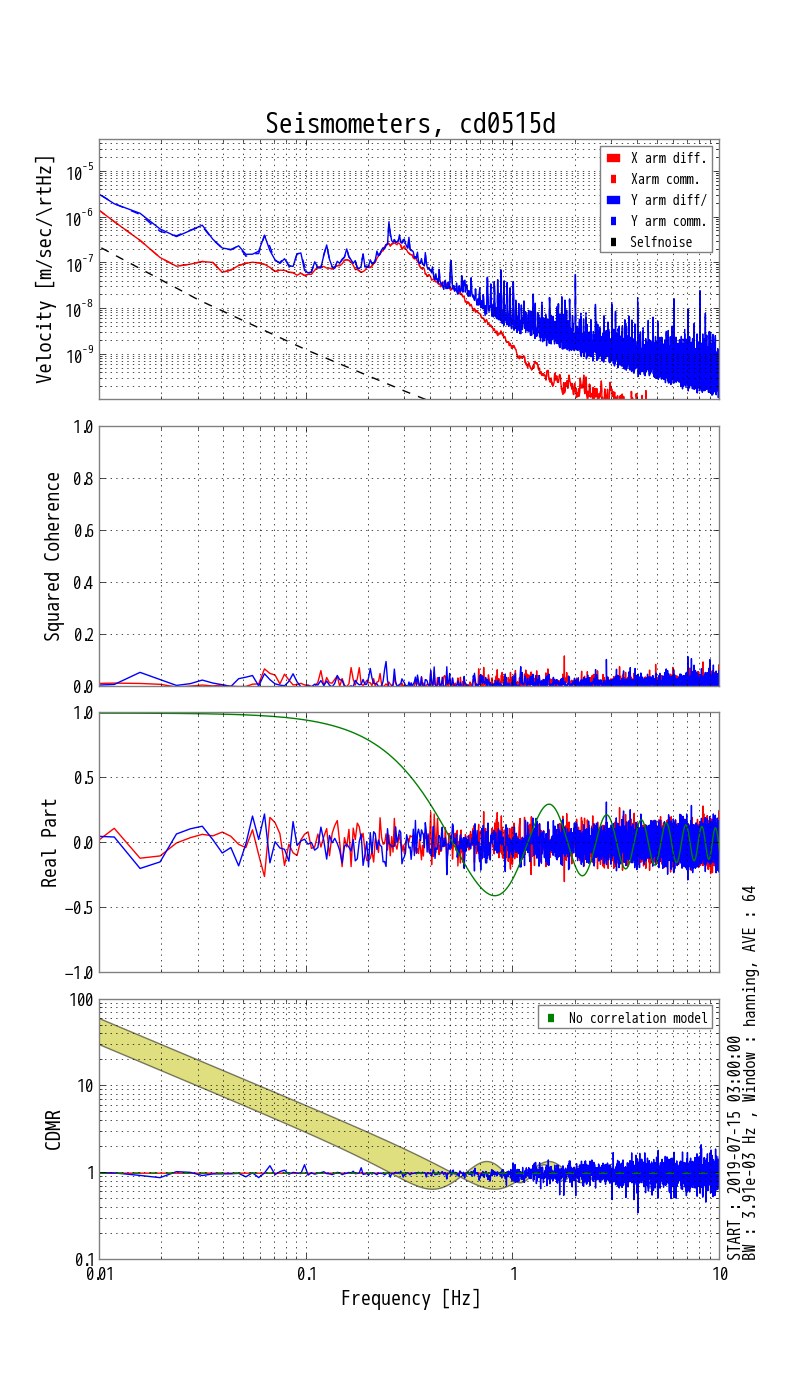 Seismometers, cd0515d
Velocity [m/sec/\rtHz]
10-5
10-6
10-7
10-8
10-9
X arm diff.
Xarm comm.
Y arm diff/
Y arm comm.
Selfnoise
Squared Coherence
1.0
0.8
0.6
0.4
0.2
0.0
Real Part
1.0
0.5
0.0
−0.5
−1.0
CDMR
100
10
1
0.1
No correlation model
0.01
0.1
1
10
Frequency [Hz]
START : 2019-07-15 03:00:00
BW : 3.91e-03 Hz , Window : hanning, AVE : 64